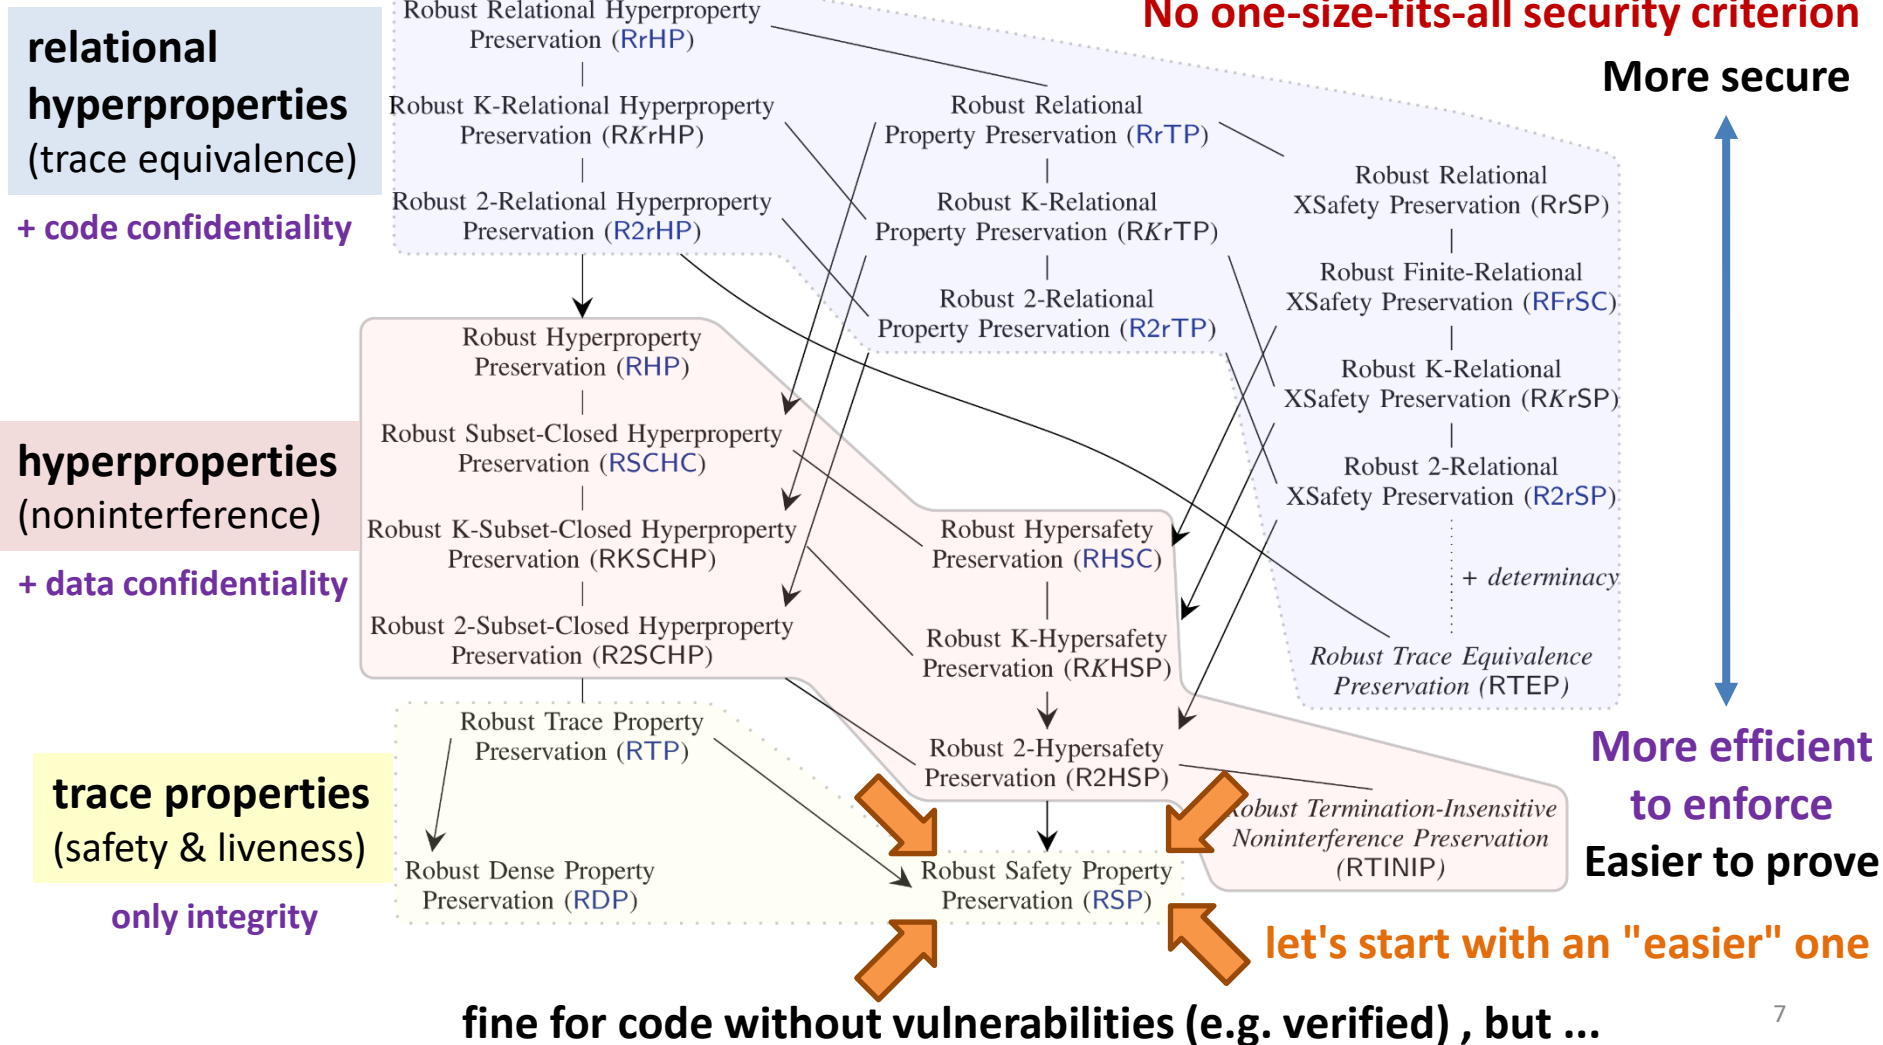 No one-size-fits-all security criterion
More secure
relational
hyperproperties
(trace equivalence)
+ code confidentiality
Robust Relational Hyperproperty
Preservation (RrHP)
Robust K-Relational Hyperproperty
Preservation (RKrHP)
Robust 2-Relational Hyperproperty
Preservation (R2rHP)
Robust Relational
Property Preservation (RrTP)
Robust K-Relational
Property Preservation (RKrTP)
Robust 2-Relational
Property Preservation (R2rTP)
Robust Relational
XSafety Preservation (RrSP)
Robust Finite-Relational
XSafety Preservation (RFrSC)
Robust K-Relational
XSafety Preservation (RKrSP)
Robust 2-Relational
XSafety Preservation (R2rSP)
+ determinacy
Robust Trace Equivalence
Preservation (RTEP)
hyperproperties
(noninterference)
+ data confidentiality
Robust Hyperproperty
Preservation (RHP)
Robust Subset-Closed Hyperproperty
Preservation (RSCHC)
Robust K-Subset-Closed Hyperproperty
Preservation (RKSCHP)
Robust 2-Subset-Closed Hyperproperty
Preservation (R2SCHP)
Robust Hypersafety
Preservation (RHSC)
Robust K-Hypersafety
Preservation (RKHSP)
Robust 2-Hypersafety
Preservation (R2HSP)
Robust Termination-Insensitive
Noninterference Preservation
(RTINIP)
trace properties
(safety & liveness)
only integrity
Robust Trace Property
Preservation (RTP)
Robust Dense Property
Preservation (RDP)
Robust Safety Property
Preservation (RSP)
More efficient
to enforce
Easier to prove
let's start with an "easier" one
fine for code without vulnerabilities (e.g. verified) , but ...
7